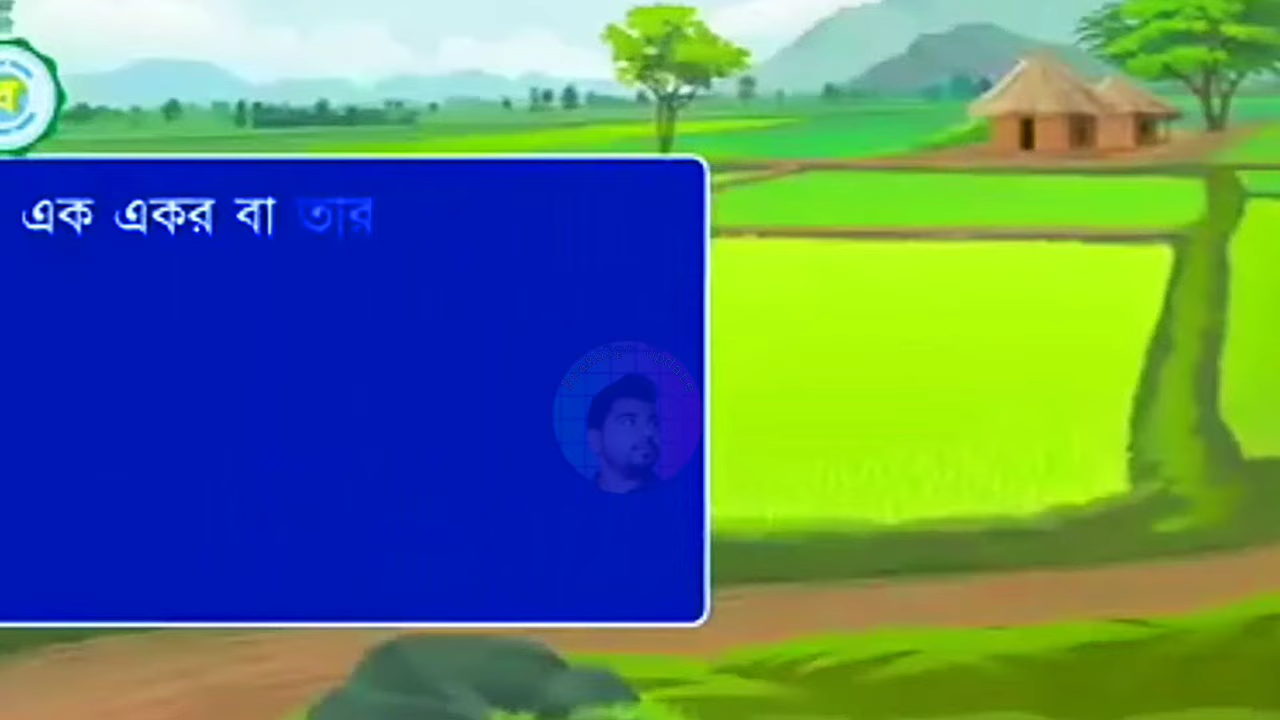 এক একর বা তার